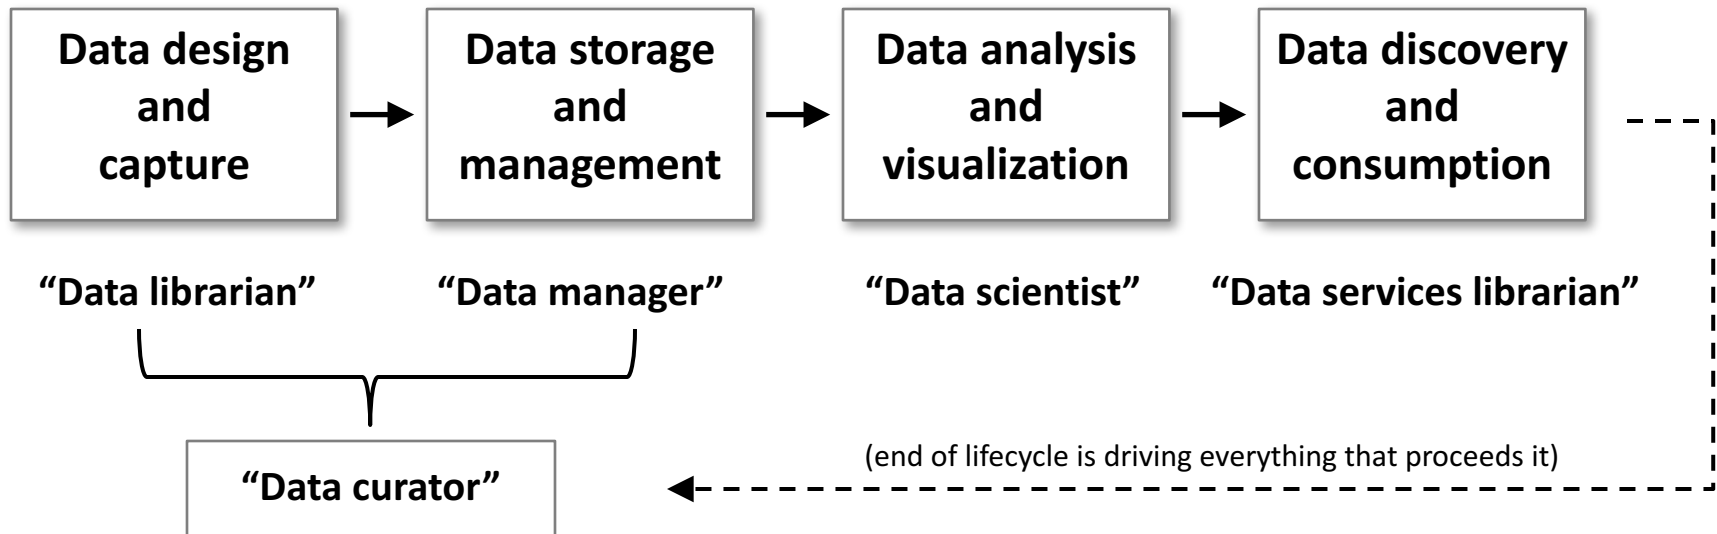 Data design
and
capture
Data storage
and
management
Data analysis
and
visualization
Data discovery
and
consumption
“Data librarian”
“Data manager”
“Data scientist”
“Data services librarian”
(end of lifecycle is driving everything that proceeds it)
“Data curator”